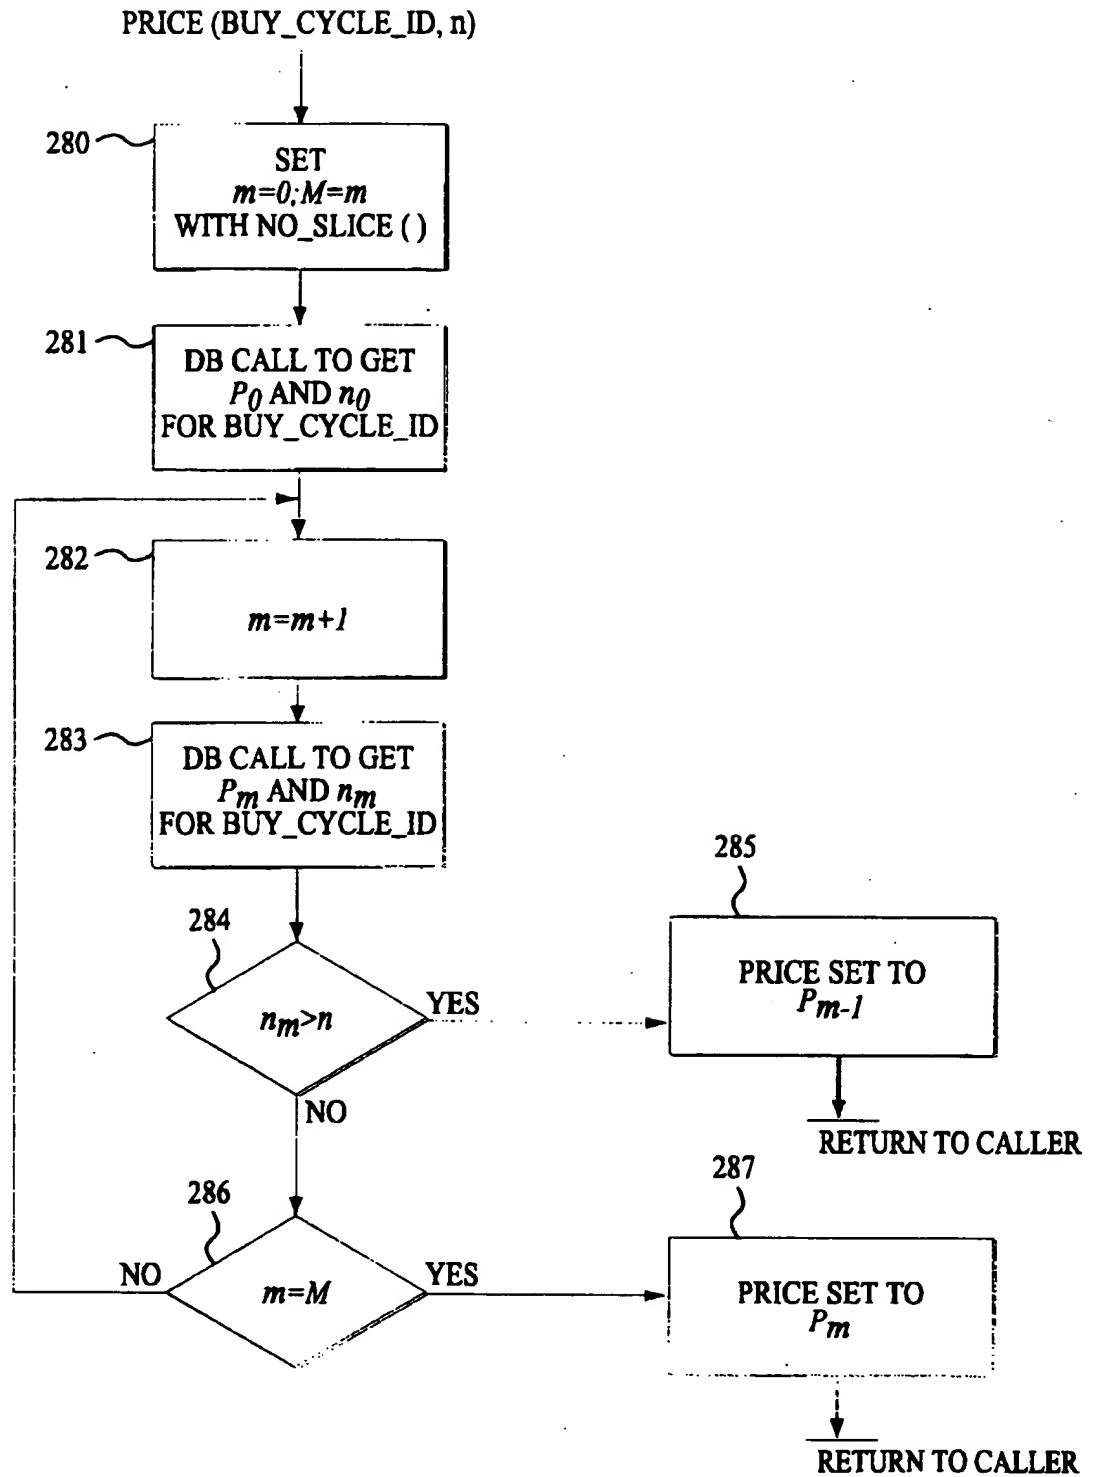 PRICE (BUY_CYCLE_ID, n)
280
SET
m=0;M=m
WITH NO_SLICE ( )
281
DB CALL TO GET
P0 AND n0
FOR BUY_CYCLE_ID
282
m=m+1
283
DB CALL TO GET
Pm AND nm
FOR BUY_CYCLE_ID
284
nm>n
YES
NO
285
PRICE SET TO
Pm-1
RETURN TO CALLER
286
m=M
NO
YES
287
PRICE SET TO
Pm
RETURN TO CALLER